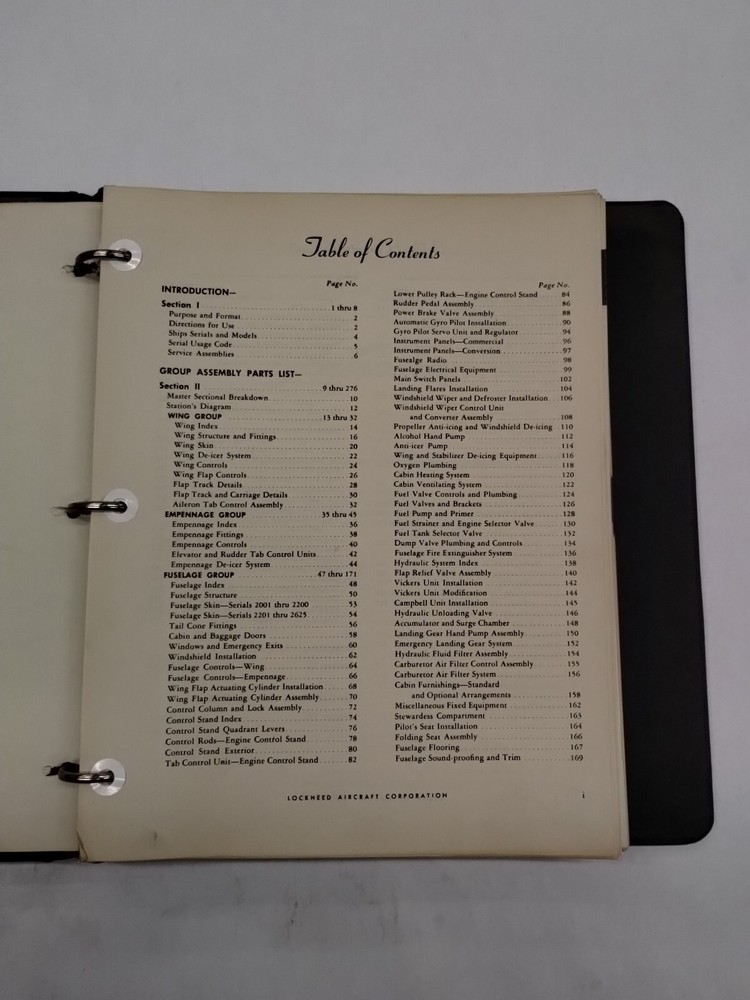 Table of Contents
Page No.
INTRODUCTION—
Section I 1 thru 8
Purpose and Format 2
Directions for Use 2
Ships Serials and Models 4
Serial Usage Code 5
Service Assemblies 6
GROUP ASSEMBLY PARTS LIST—
Section II 9 thru 276
Master Sectional Breakdown 10
Station's Diagram 12
WING GROUP 13 thru 32
Wing Index 14
Wing Structure and Fittings 16
Wing Skin 20
Wing De-icer System 22
Wing Controls 24
Wing Flap Controls 26
Flap Track Details 28
Flap Track and Carriage Details 30
Aileron Tab Control Assembly 32
EMPENNAGE GROUP 35 thru 45
Empennage Index 36
Empennage Fittings 38
Empennage Controls 40
Elevator and Rudder Tab Control Units 42
Empennage De-icer System 44
FUSELAGE GROUP 47 thru 171
Fuselage Index 48
Fuselage Structure 50
Fuselage Skin—Serials 2001 thru 2200 53
Fuselage Skin—Serials 2201 thru 2625 54
Tail Cone Fittings 56
Cabin and Baggage Doors 58
Windows and Emergency Exits 60
Windshield Installation 62
Fuselage Controls—Wing 64
Fuselage Controls—Empennage 66
Wing Flap Actuating Cylinder Installation 68
Wing Flap Actuating Cylinder Assembly 70
Control Column and Lock Assembly 72
Control Stand Index 74
Control Stand Quadrant Levers 76
Control Rods—Engine Control Stand 78
Control Stand Exterior 80
Tab Control Unit—Engine Control Stand 82
Page No.
Lower Pulley Rack—Engine Control Stand 84
Rudder Pedal Assembly 86
Power Brake Valve Assembly 88
Automatic Gyro Pilot Installation 90
Gyro Pilot Servo Unit and Regulator 94
Instrument Panels—Commercial 96
Instrument Panels—Conversion 97
Fusealge Radio 98
Fuselage Electrical Equipment 99
Main Switch Panels 102
Landing Flares Installation 104
Windshield Wiper and Defroster Installation 106
Windshield Wiper Control Unit
and Converter Assembly 108
Propeller Anti-icing and Windshield De-icing 110
Alcohol Hand Pump 112
Anti-icer Pump 114
Wing and Stabilizer De-icing Equipment 116
Oxygen Plumbing 118
Cabin Heating System 120
Cabin Ventilating System 122
Fuel Valve Controls and Plumbing 124
Fuel Valves and Brackets 126
Fuel Pump and Primer 128
Fuel Strainer and Engine Selector Valve 130
Fuel Tank Selector Valve 132
Dump Valve Plumbing and Controls 134
Fuselage Fire Extinguisher System 136
Hydraulic System Index 138
Flap Relief Valve Assembly 140
Vickers Unit Installation 142
Vickers Unit Modification 144
Campbell Unit Installation 145
Hydraulic Unloading Valve 146
Accumulator and Surge Chamber 148
Landing Gear Hand Pump Assembly 150
Emergency Landing Gear System 152
Hydraulic Fluid Filter Assembly 154
Carburetor Air Filter Control Assembly 155
Carburetor Air Filter System 156
Cabin Furnishings—Standard
and Optional Arrangements 158
Miscellaneous Fixed Equipment 162
Stewardess Compartment 163
Pilot's Seat Installation 164
Folding Seat Assembly 166
Fuselage Flooring 167
Fuselage Sound-proofing and Trim 169
LOCKHEED AIRCRAFT CORPORATION i